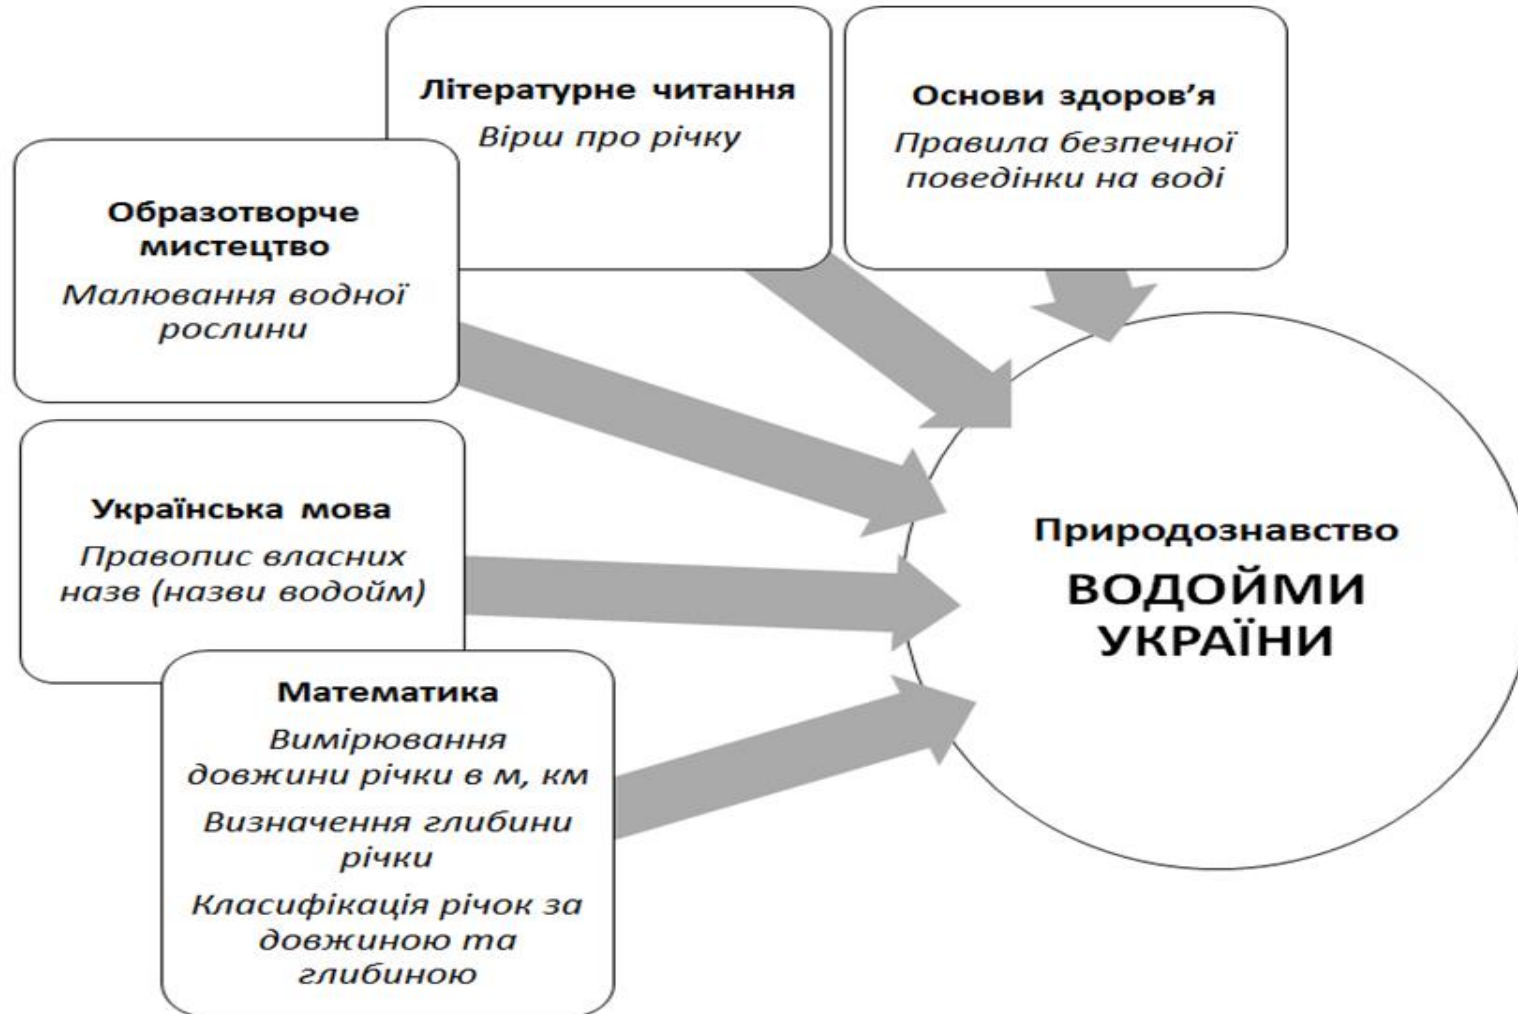 Літературне читання
Вірш про річку
Основи здоров’я
Правила безпечної
поведінки на воді
Образотворче
мистецтво
Малювання водної
рослини
Українська мова
Правопис власних
назв (назви водойм)
Математика
Вимірювання
довжини річки в м, км
Визначення глибини
річки
Класифікація річок за
довжиною та
глибиною
Природознавство
ВОДОЙМИ
УКРАЇНИ